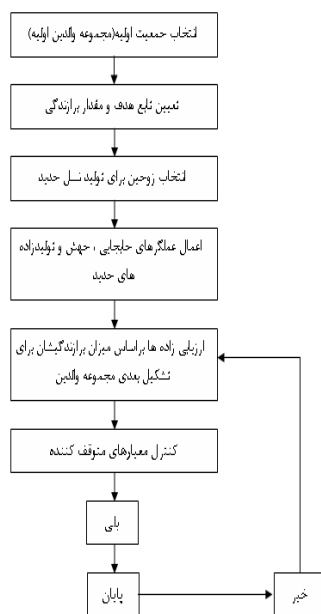 انتخاب جمعیت اولیه(مجموعه والدین اولیه)
تعیین تابع هدف و مقدار برازندگی
انتخاب زوجین برای تولید نسل جدید
اعمال عملگرهای جابجایی ، جهش و تولیدزاده
های جدید
ارزیابی زاده ها براساس میزان برازندگیشان برای
تشکیل بعدی مجموعه والدین
کنترل معیارهای متوقف کننده
بلی
پایان
خیر